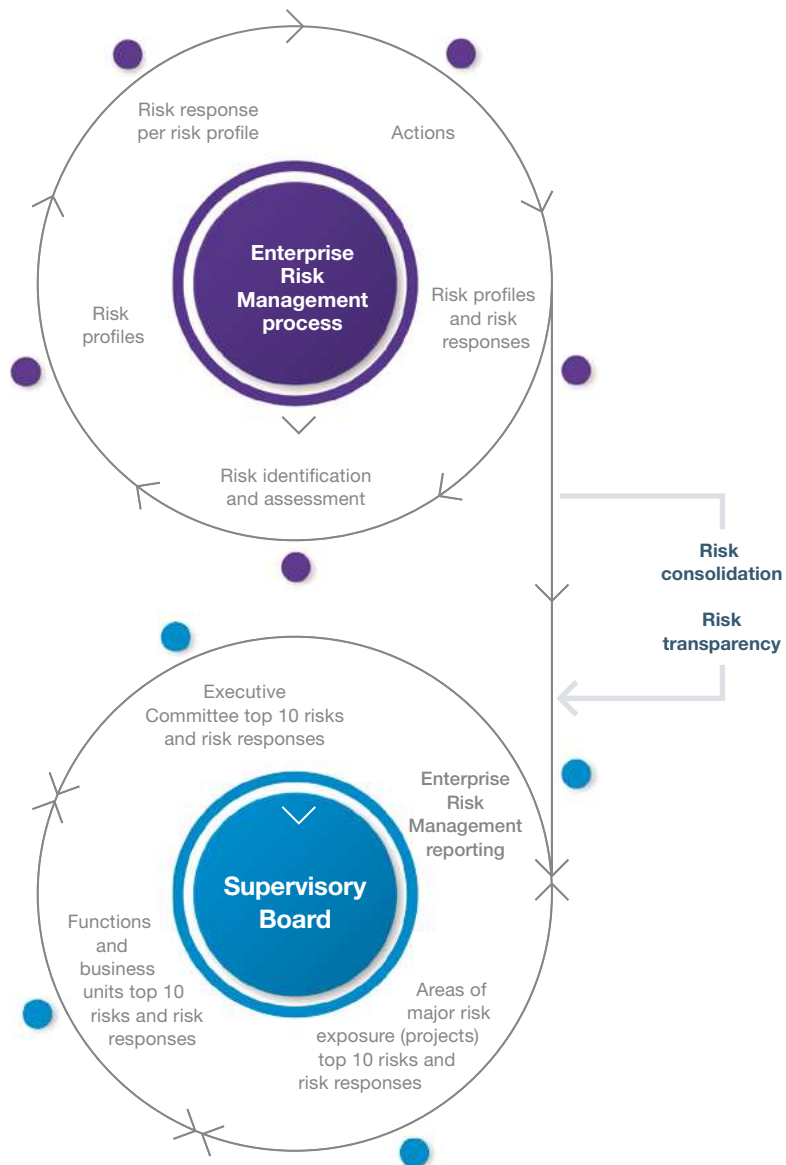 Risk response
per risk profile
Actions
Enterprise
Risk
Management
process
Risk
profiles
Risk profiles
and risk
responses
Risk identification
and assessment
Risk
consolidation
Risk
transparency
Executive
Committee top 10 risks
and risk responses
Enterprise
Risk
Management
reporting
Supervisory
Board
Functions
and
business
units top 10
risks and risk
responses
Areas of
major risk
exposure (projects)
top 10 risks and
risk responses